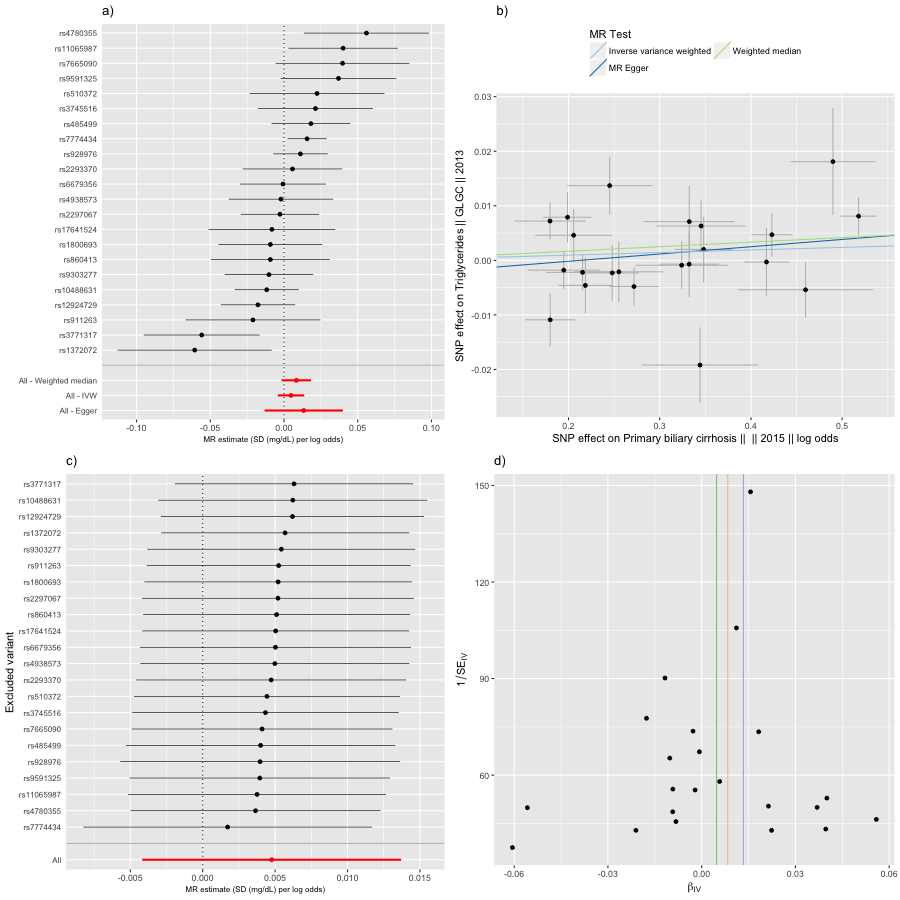 a)
rs4780355
rs11065987
rs7665090
rs9591325
rs510372
rs3745516
rs485499
rs7774434
rs928976
rs2293370
rs6679356
rs4938573
rs2297067
rs17641524
rs1800693
rs860413
rs9303277
rs10488631
rs12924729
rs911263
rs3771317
rs1372072
All - Weighted median
All - IVW
All - Egger
-0.10 -0.05 0.00 0.05 0.10
MR estimate (SD (mg/dL) per log odds)
b)
MR Test
Inverse variance weighted Weighted median
MR Egger
SNP effect on Triglycerides || GLGC || 2013
0.03
0.02
0.01
0.00
-0.01
-0.02
0.2 0.3 0.4 0.5
SNP effect on Primary biliary cirrhosis || || 2015 || log odds
c)
Excluded variant
rs3771317
rs10488631
rs12924729
rs1372072
rs9303277
rs911263
rs1800693
rs2297067
rs860413
rs17641524
rs6679356
rs4938573
rs2293370
rs510372
rs3745516
rs7665090
rs485499
rs928976
rs9591325
rs11065987
rs4780355
rs7774434
All
-0.005 0.000 0.005 0.010 0.015
MR estimate (SD (mg/dL) per log odds)
d)
1/SE_IV
150
120
90
60
-0.06 -0.03 0.00 0.03 0.06
β_IV